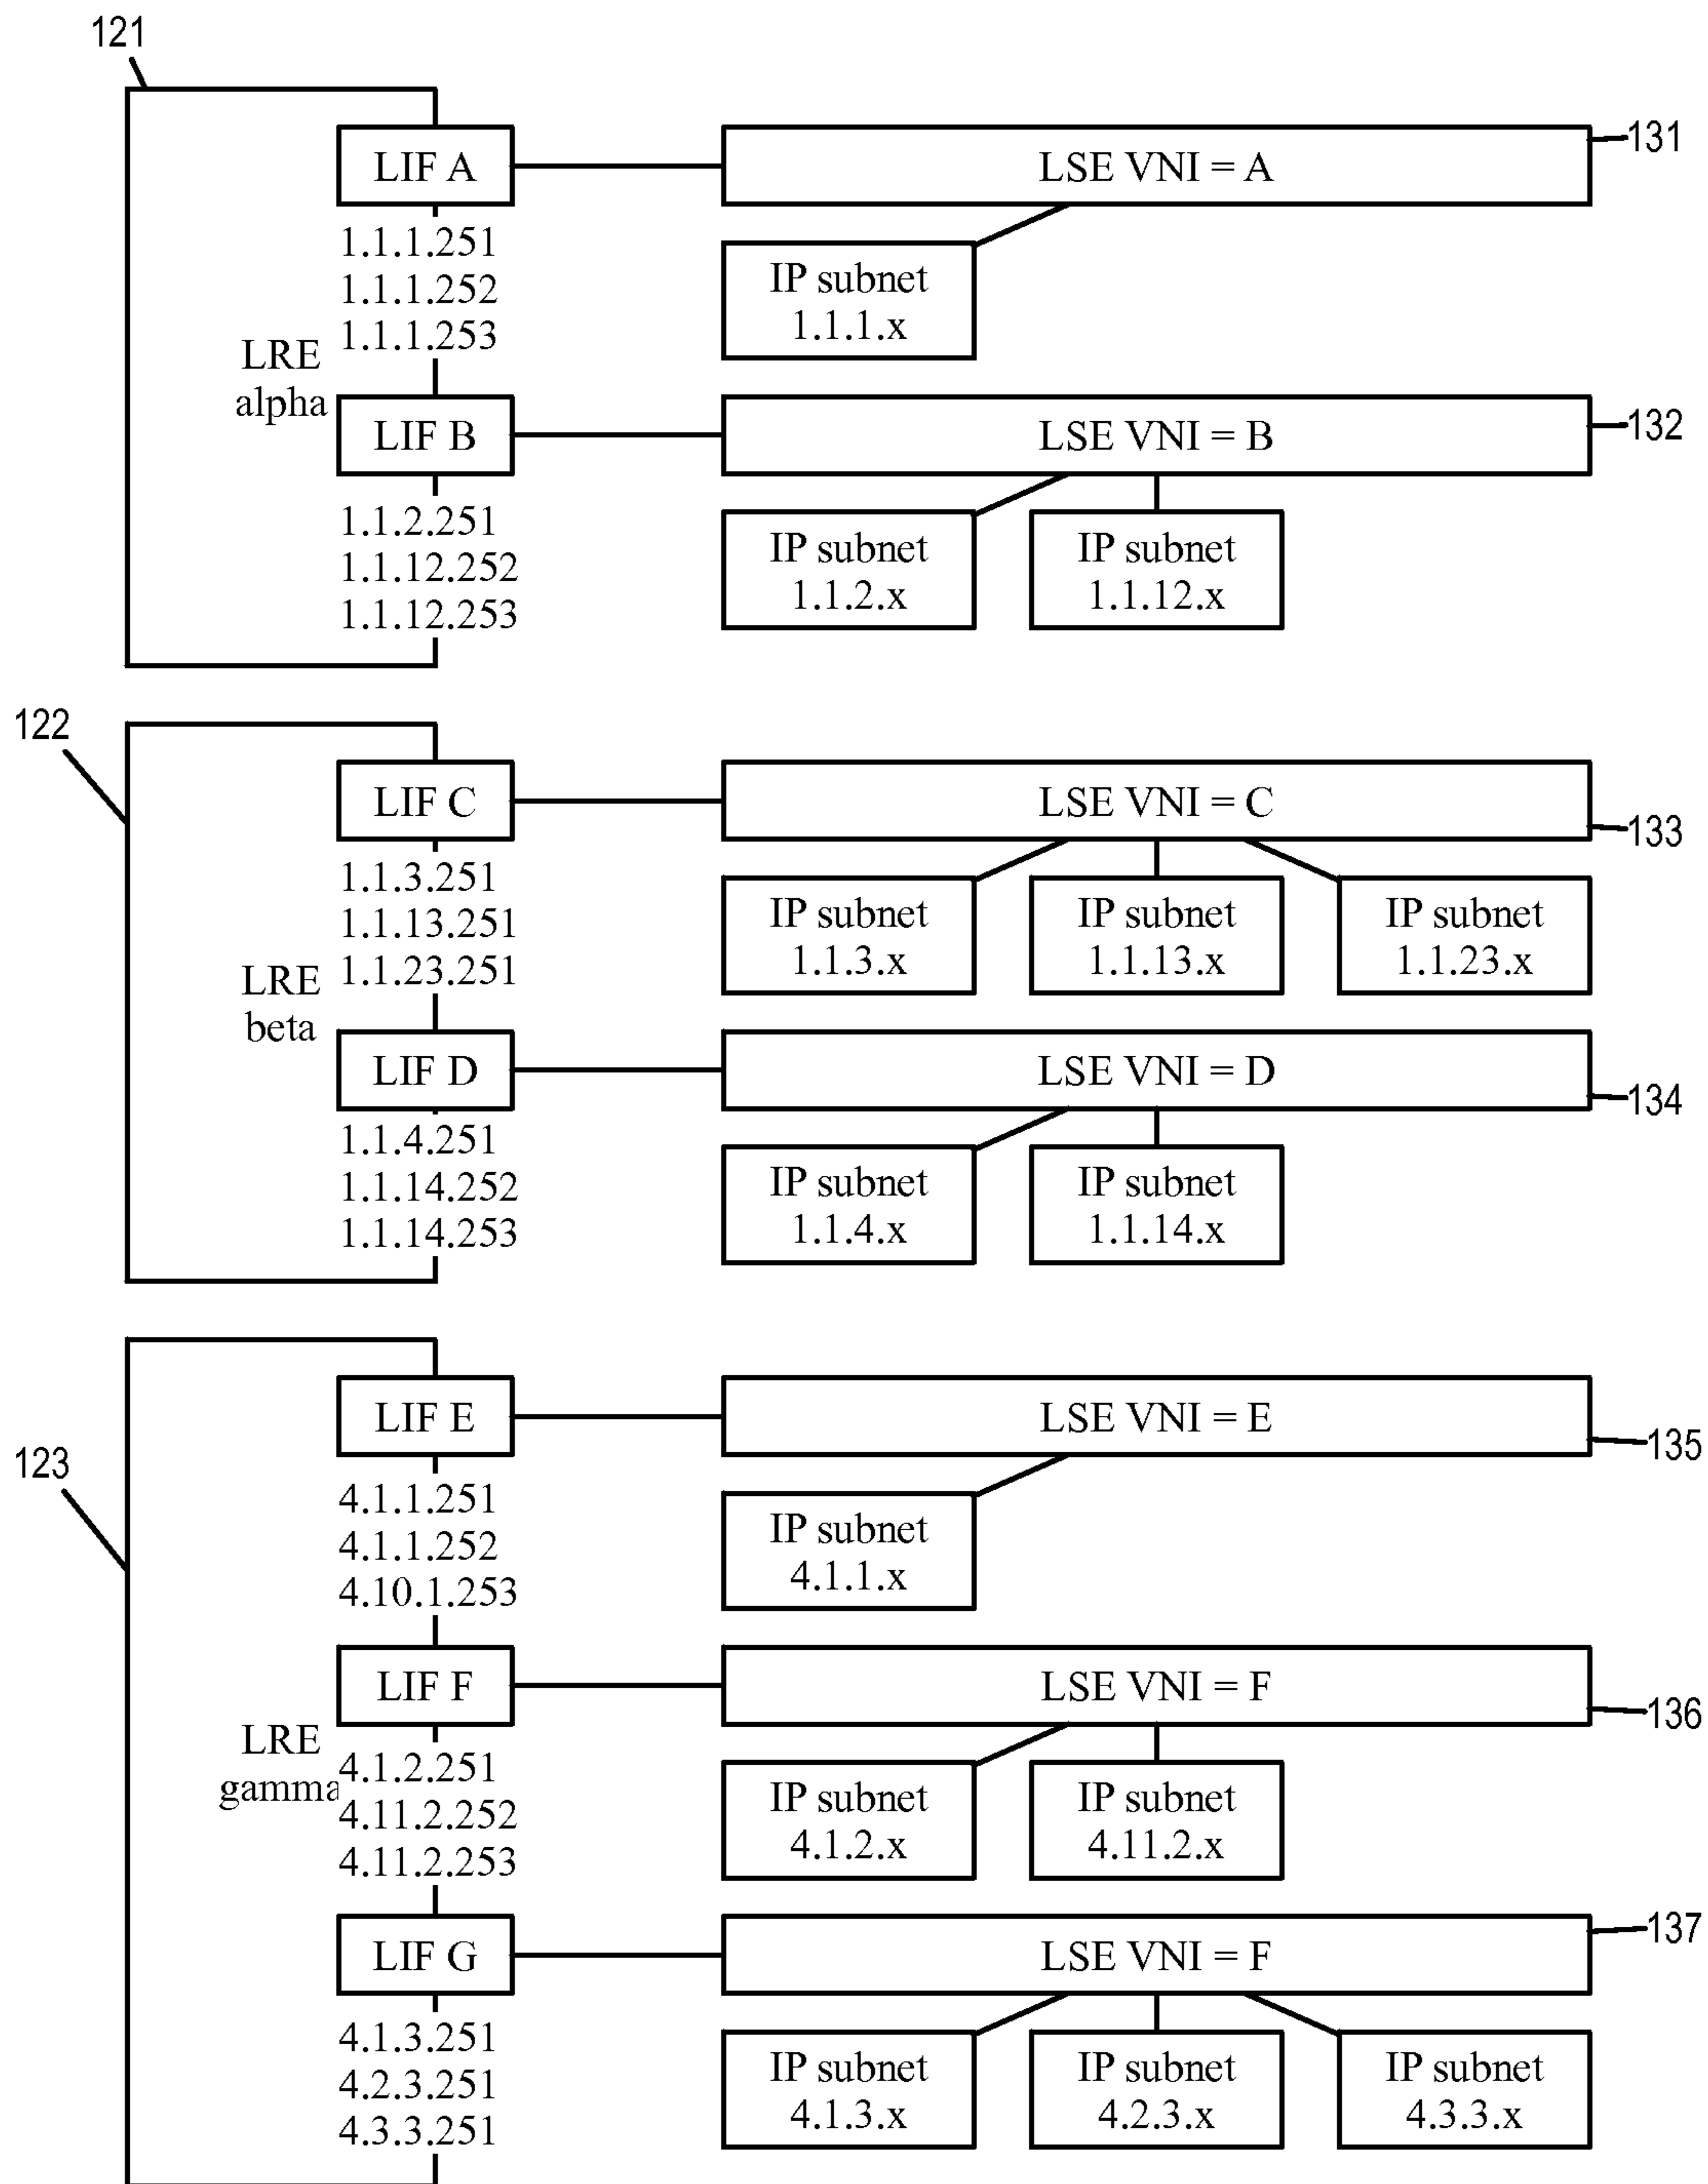 121
LIF A
LSE VNI = A
131
1.1.1.251
1.1.1.252
1.1.1.253
IP subnet
1.1.1.x
LRE
alpha
LIF B
LSE VNI = B
132
1.1.2.251
1.1.12.252
1.1.12.253
IP subnet
1.1.2.x
IP subnet
1.1.12.x
122
LIF C
LSE VNI = C
133
1.1.3.251
1.1.13.251
1.1.23.251
IP subnet
1.1.3.x
IP subnet
1.1.13.x
IP subnet
1.1.23.x
LRE
beta
LIF D
LSE VNI = D
134
1.1.4.251
1.1.14.252
1.1.14.253
IP subnet
1.1.4.x
IP subnet
1.1.14.x
123
LIF E
LSE VNI = E
135
4.1.1.251
4.1.1.252
4.10.1.253
IP subnet
4.1.1.x
LIF F
LSE VNI = F
136
LRE
gamma
4.1.2.251
4.11.2.252
4.11.2.253
IP subnet
4.1.2.x
IP subnet
4.11.2.x
LIF G
LSE VNI = F
137
4.1.3.251
4.2.3.251
4.3.3.251
IP subnet
4.1.3.x
IP subnet
4.2.3.x
IP subnet
4.3.3.x